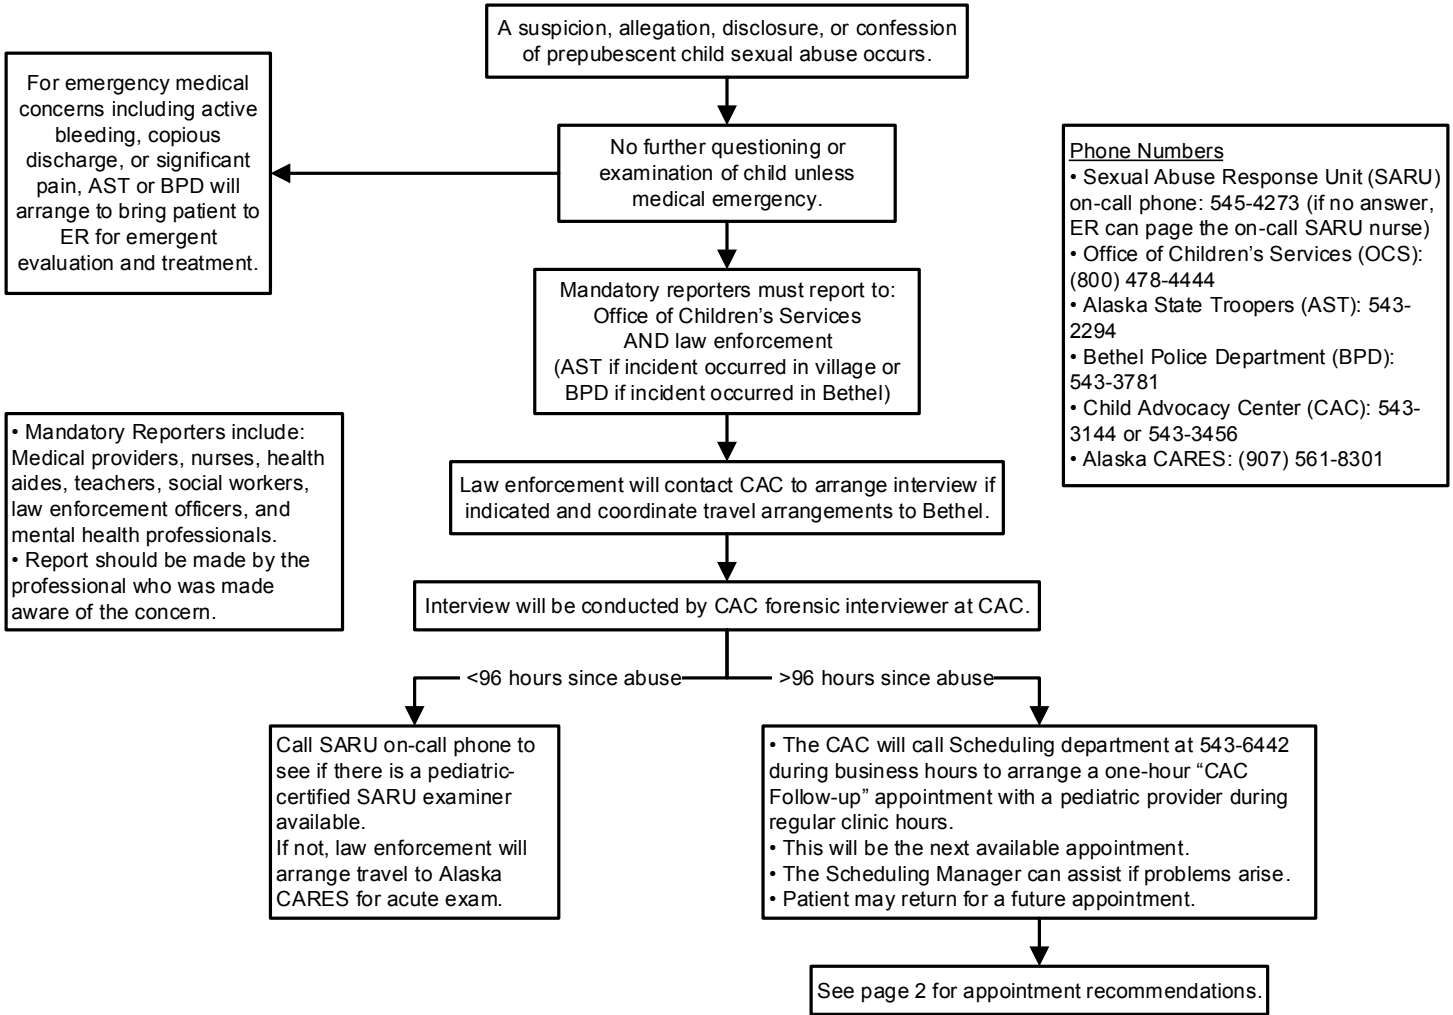 A suspicion, allegation, disclosure, or confession
of prepubescent child sexual abuse occurs.
For emergency medical
concerns including active
bleeding, copious
discharge, or significant
pain, AST or BPD will
arrange to bring patient to
ER for emergent
evaluation and treatment.
No further questioning or
examination of child unless
medical emergency.
Phone Numbers
• Sexual Abuse Response Unit (SARU)
on-call phone: 545-4273 (if no answer,
ER can page the on-call SARU nurse)
• Office of Children’s Services (OCS):
(800) 478-4444
• Alaska State Troopers (AST): 543-
2294
• Bethel Police Department (BPD):
543-3781
• Child Advocacy Center (CAC): 543-
3144 or 543-3456
• Alaska CARES: (907) 561-8301
Mandatory reporters must report to:
Office of Children’s Services
AND law enforcement
(AST if incident occurred in village or
BPD if incident occurred in Bethel)
• Mandatory Reporters include:
Medical providers, nurses, health
aides, teachers, social workers,
law enforcement officers, and
mental health professionals.
• Report should be made by the
professional who was made
aware of the concern.
Law enforcement will contact CAC to arrange interview if
indicated and coordinate travel arrangements to Bethel.
Interview will be conducted by CAC forensic interviewer at CAC.
<96 hours since abuse
>96 hours since abuse
Call SARU on-call phone to
see if there is a pediatric-
certified SARU examiner
available.
If not, law enforcement will
arrange travel to Alaska
CARES for acute exam.
• The CAC will call Scheduling department at 543-6442
during business hours to arrange a one-hour “CAC
Follow-up” appointment with a pediatric provider during
regular clinic hours.
• This will be the next available appointment.
• The Scheduling Manager can assist if problems arise.
• Patient may return for a future appointment.
See page 2 for appointment recommendations.